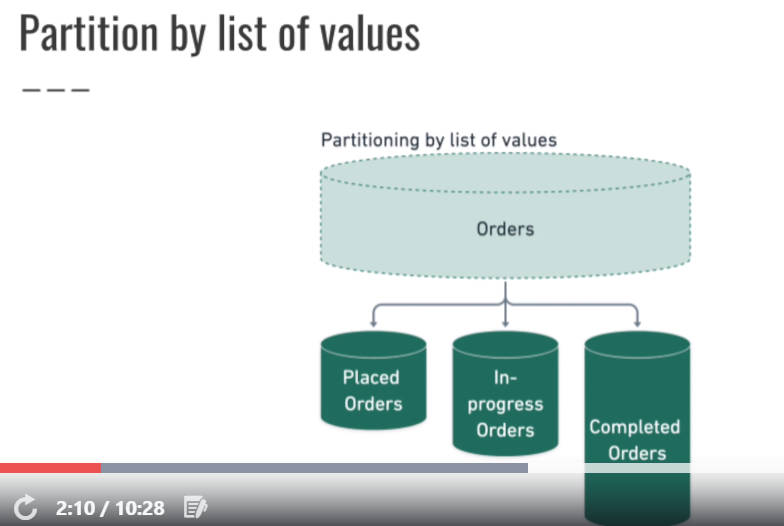 Partition by list of values
Partitioning by list of values
Orders
Placed
Orders
In-
progress
Orders
Completed
Orders
2:10 / 10:28